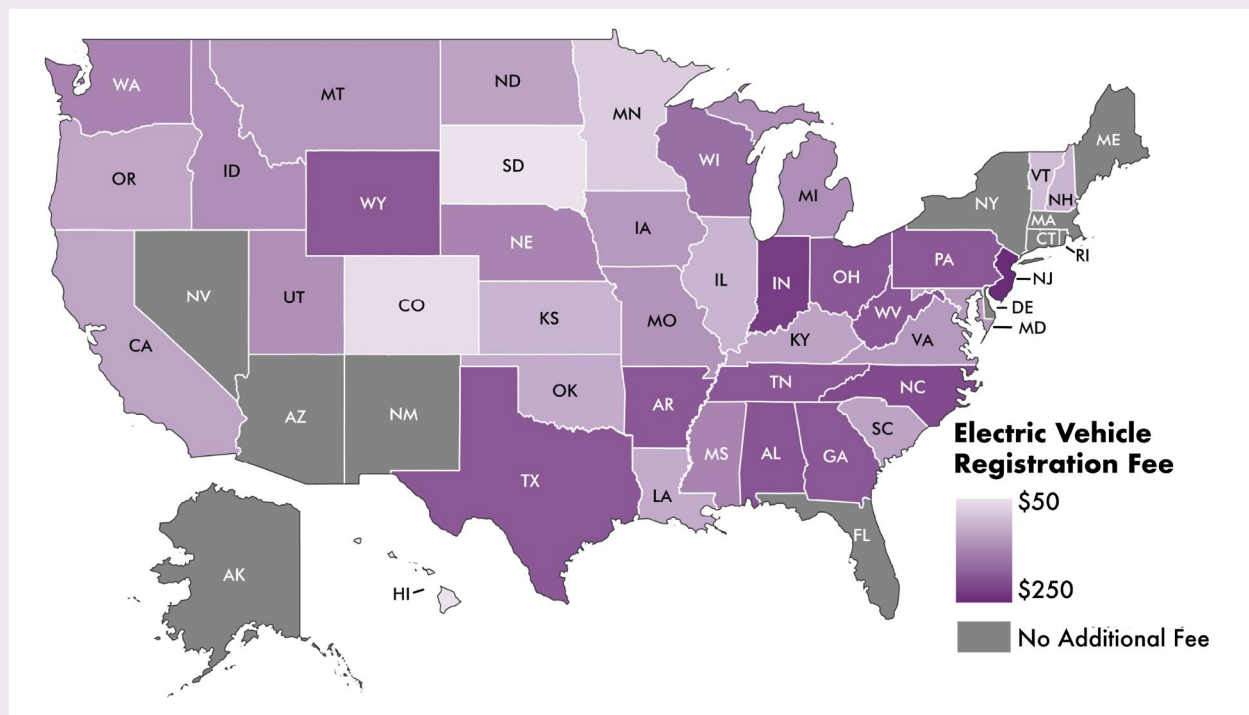 WA
MT
ND
MN
ME
OR
ID
SD
WI
VT
NH
WY
MI
NY
MA
CT
RI
IA
NE
PA
NV
UT
CO
IL
IN
OH
NJ
KS
MO
WV
DE
MD
CA
KY
VA
OK
TN
NC
AZ
NM
AR
SC
MS
AL
GA
TX
LA
FL
AK
HI
Electric Vehicle
Registration Fee
$50
$250
No Additional Fee